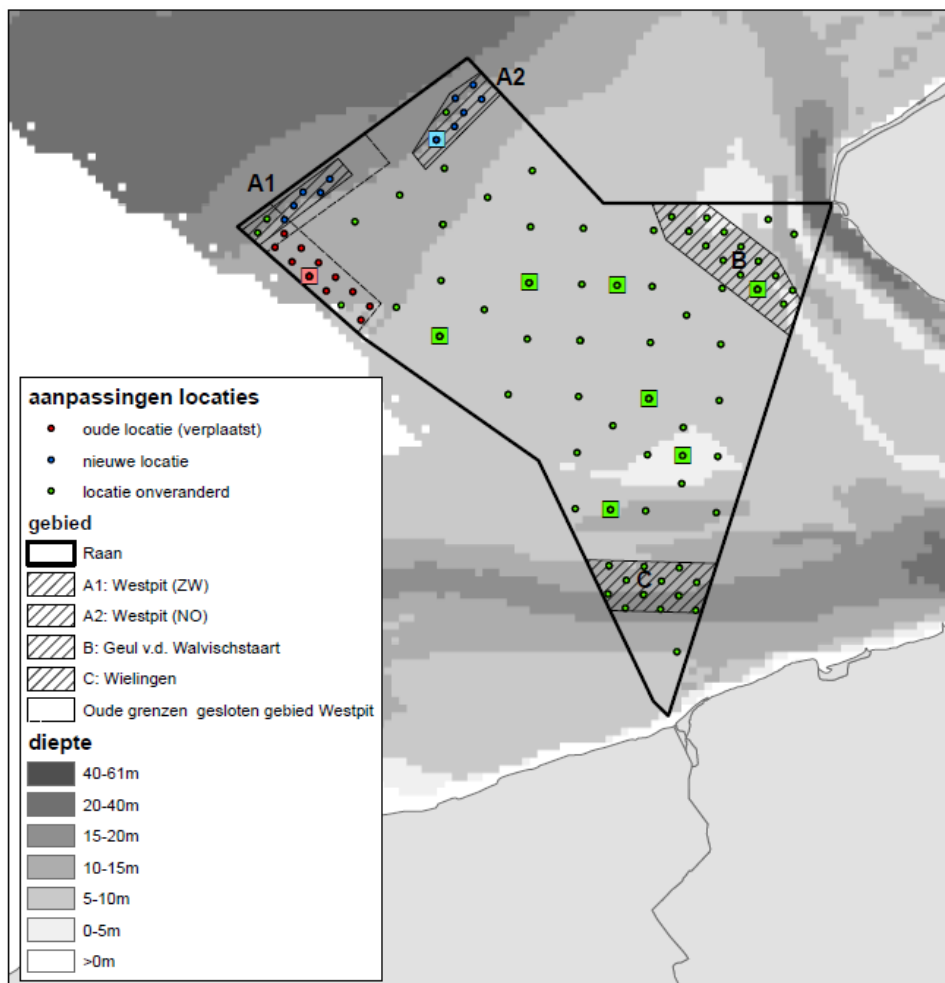 A2
A1
B
C
aanpassingen locaties
oude locatie (verplaatst)
nieuwe locatie
locatie onveranderd
gebied
Raan
A1: Westpit (ZW)
A2: Westpit (NO)
B: Geul v.d. Walvischstaart
C: Wielingen
Oude grenzen gesloten gebied Westpit
diepte
40-61m
20-40m
15-20m
10-15m
5-10m
0-5m
>0m